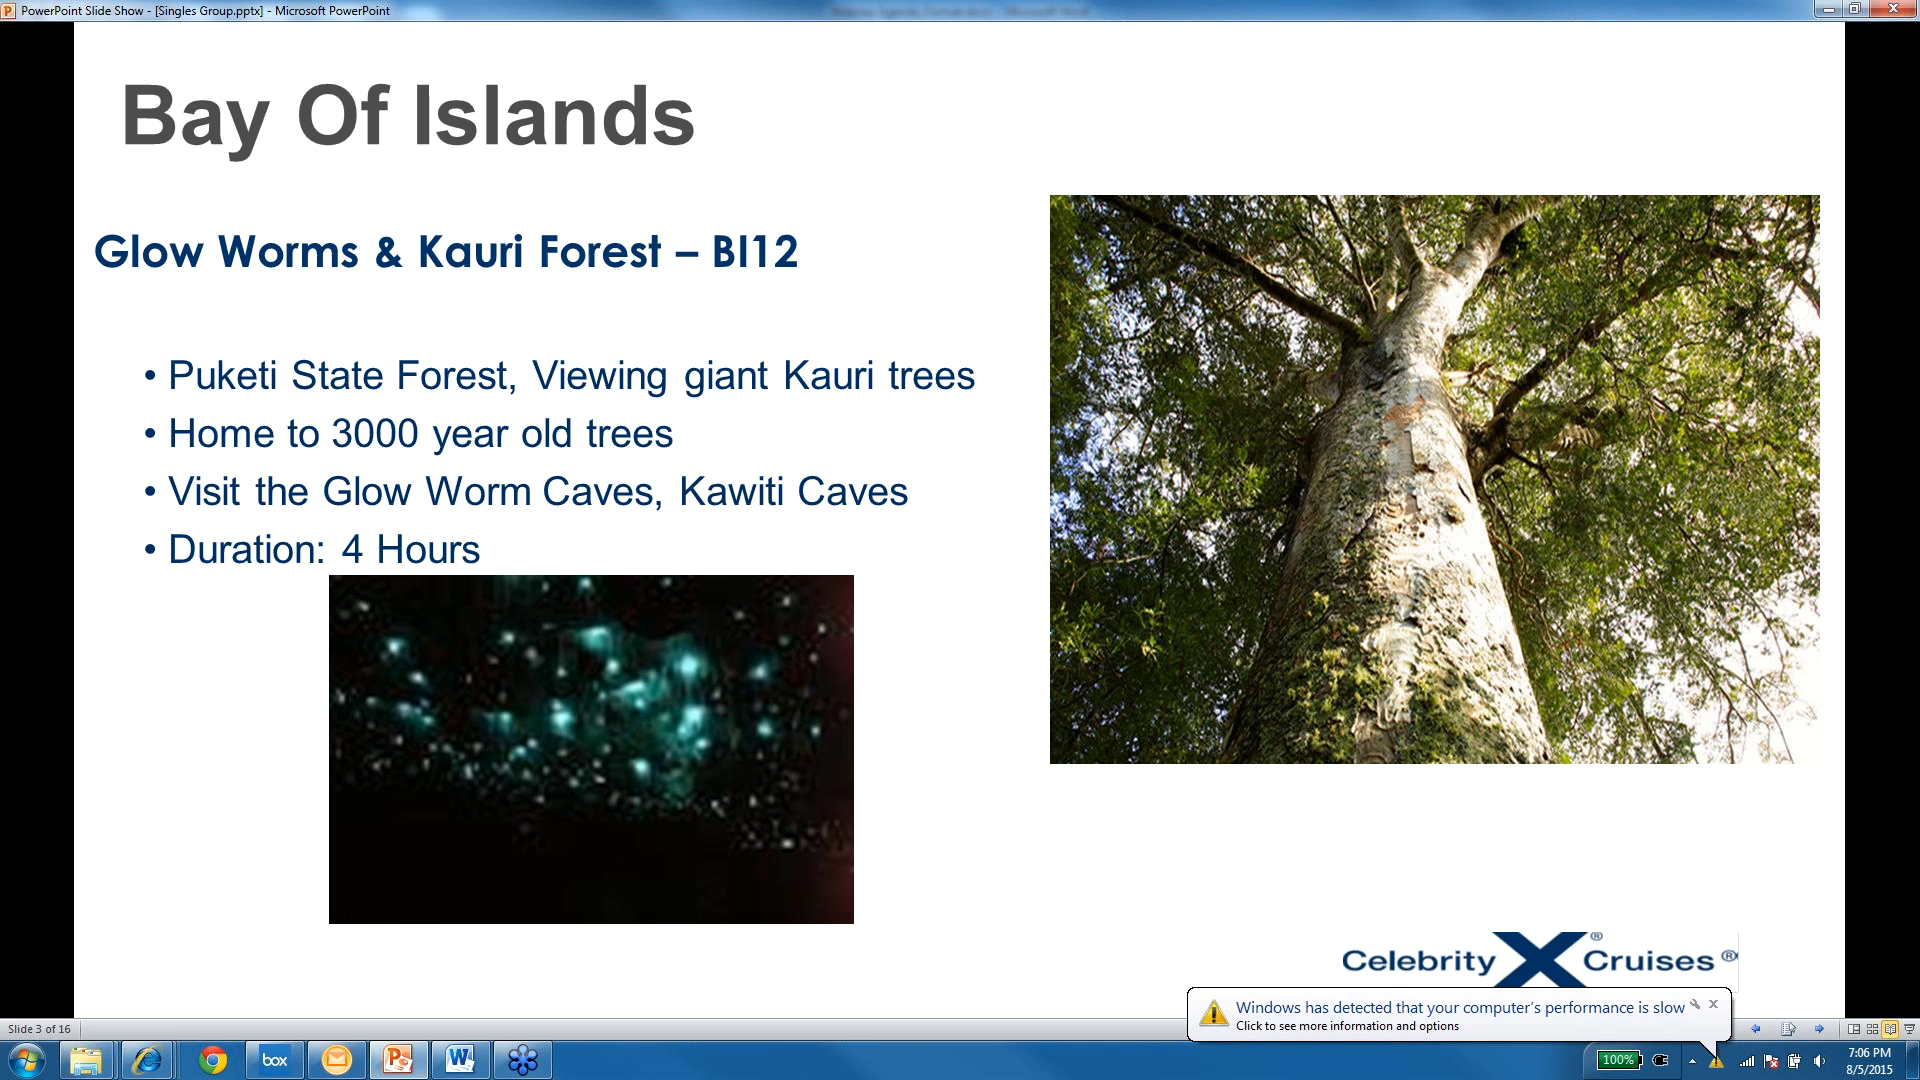 PowerPoint Slide Show - [Singles Group.pptx] - Microsoft PowerPoint
Bay Of Islands
Glow Worms & Kauri Forest – BI12
• Puketi State Forest, Viewing giant Kauri trees
• Home to 3000 year old trees
• Visit the Glow Worm Caves, Kawiti Caves
• Duration: 4 Hours
Celebrity X® Cruises®
Windows has detected that your computer's performance is slow
Click to see more information and options
Slide 3 of 16
box
100%
7:06 PM
8/5/2015